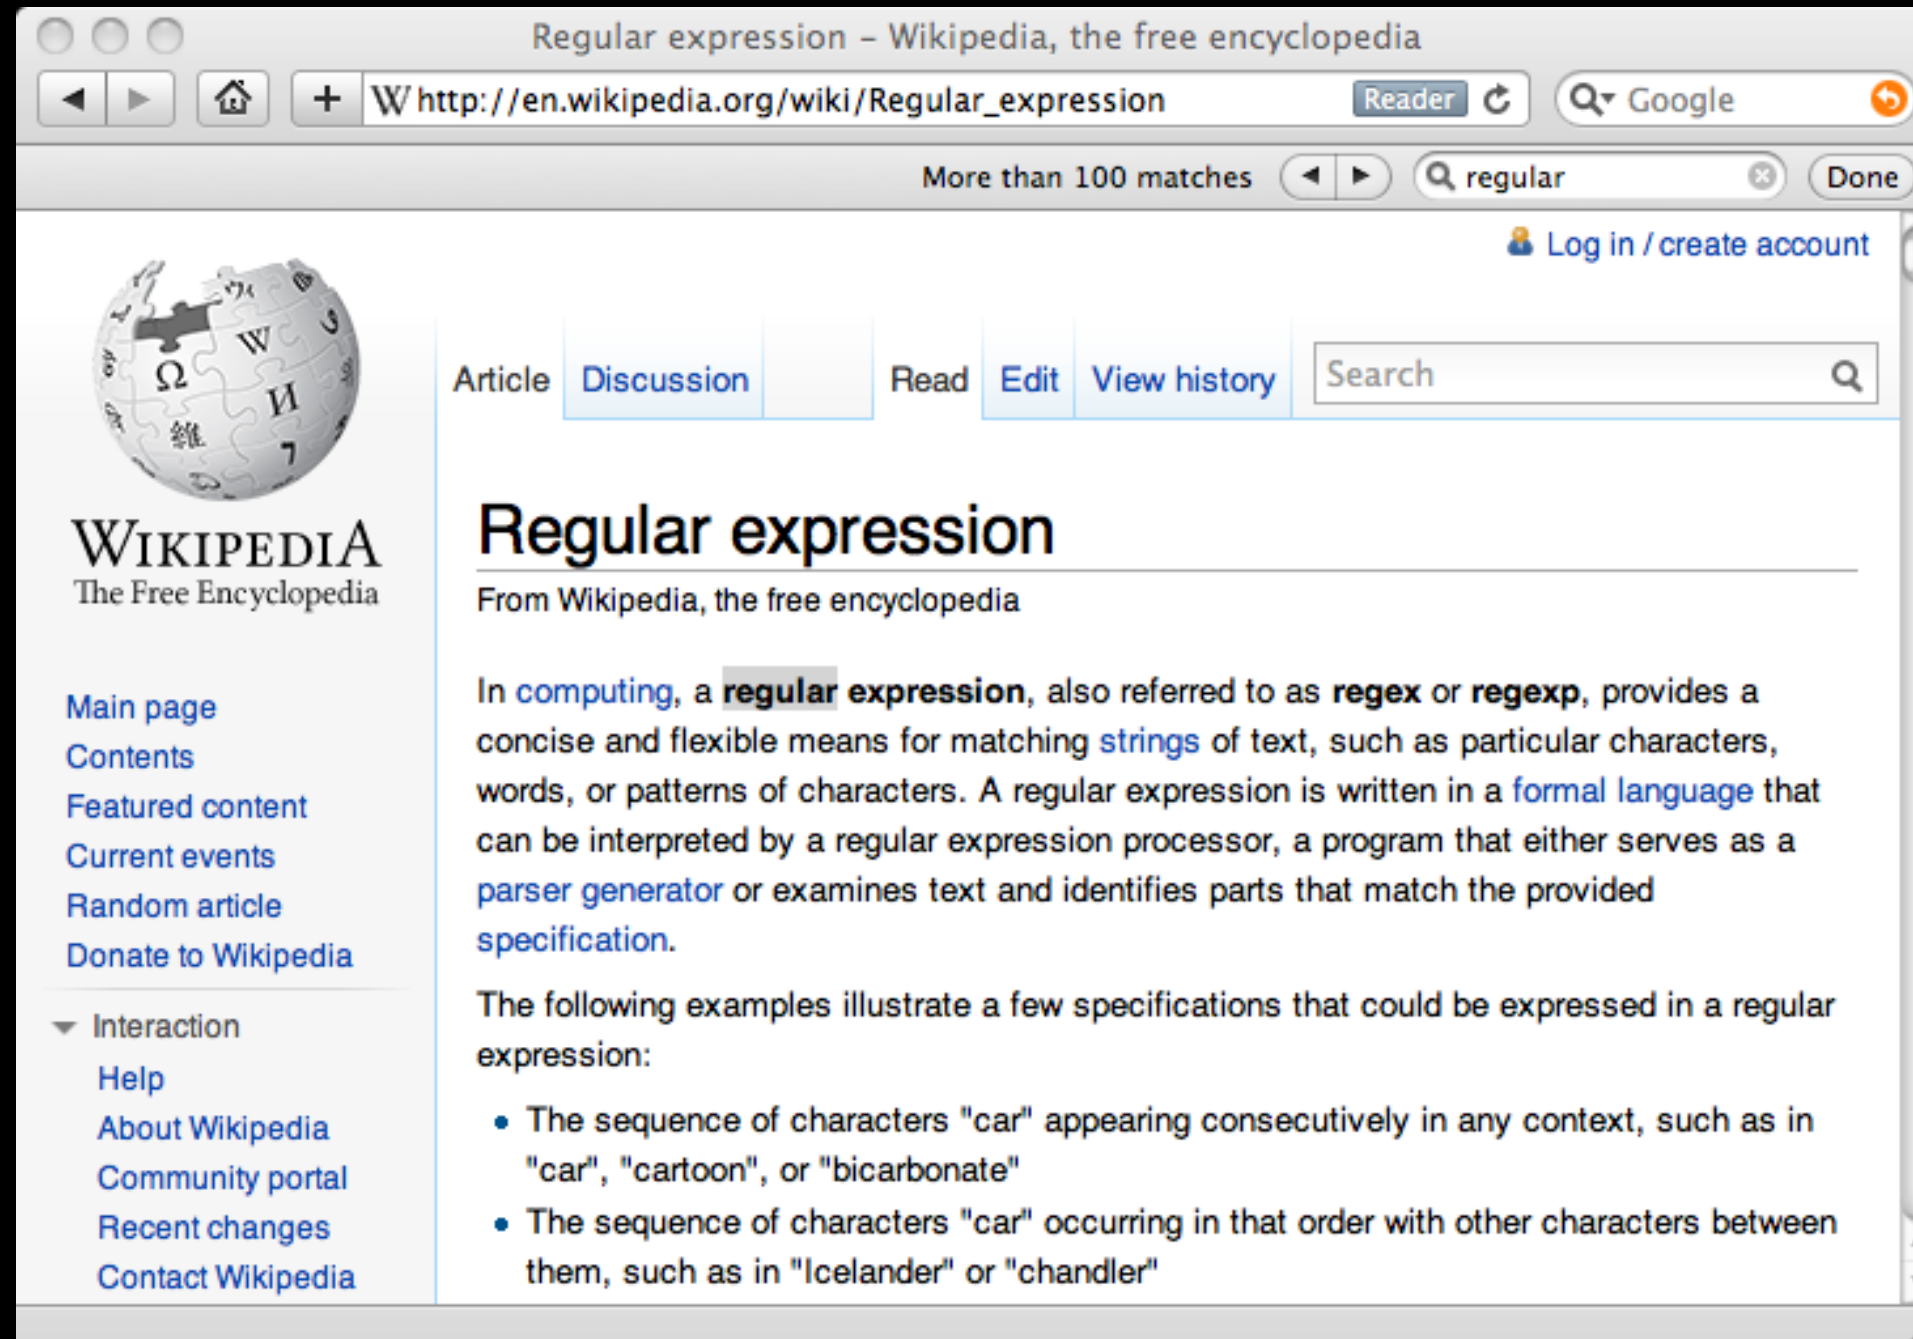 Regular expression – Wikipedia, the free encyclopedia
W http://en.wikipedia.org/wiki/Regular_expression Reader Google
More than 100 matches regular Done
Log in / create account
Ω W И
維 7
WIKIPEDIA
The Free Encyclopedia
Main page
Contents
Featured content
Current events
Random article
Donate to Wikipedia
Interaction
Help
About Wikipedia
Community portal
Recent changes
Contact Wikipedia
Article Discussion Read Edit View history Search
Regular expression
From Wikipedia, the free encyclopedia
In computing, a regular expression, also referred to as regex or regexp, provides a
concise and flexible means for matching strings of text, such as particular characters,
words, or patterns of characters. A regular expression is written in a formal language that
can be interpreted by a regular expression processor, a program that either serves as a
parser generator or examines text and identifies parts that match the provided
specification.
The following examples illustrate a few specifications that could be expressed in a regular
expression:
• The sequence of characters "car" appearing consecutively in any context, such as in
"car", "cartoon", or "bicarbonate"
• The sequence of characters "car" occurring in that order with other characters between
them, such as in "Icelander" or "chandler"